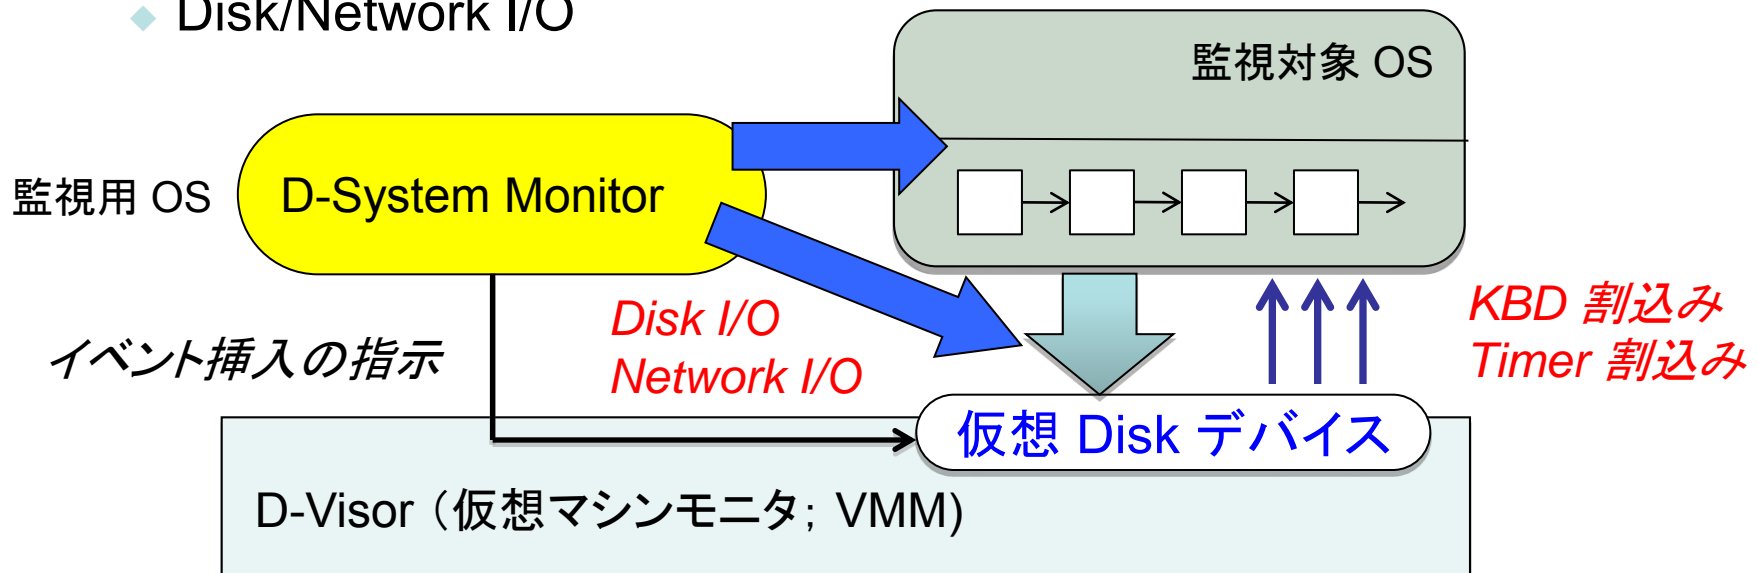 Disk/Network I/O
監視対象 OS
監視用 OS
D-System Monitor
Disk I/O
Network I/O
KBD 割込み
Timer 割込み
イベント挿入の指示
仮想 Disk デバイス
D-Visor (仮想マシンモニタ; VMM)